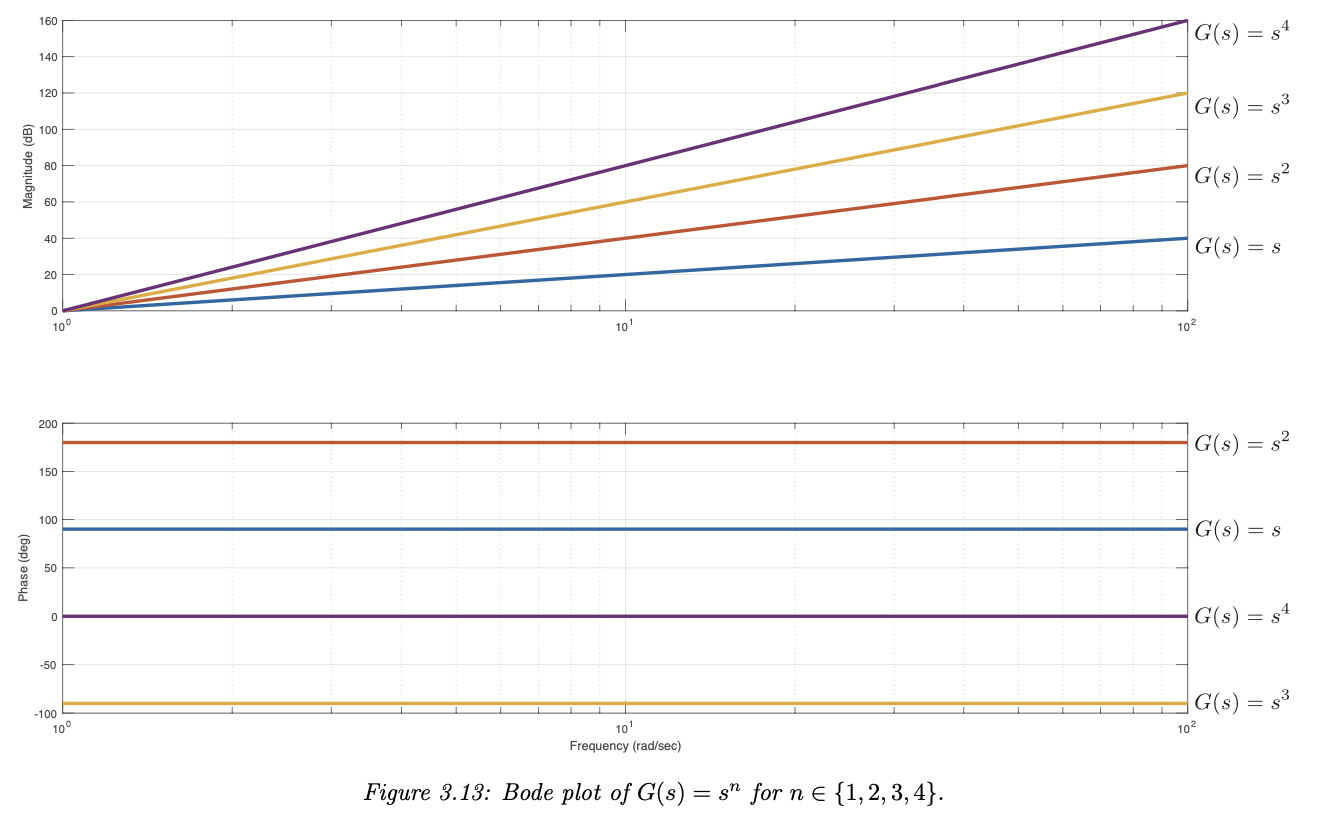 160
140
120
100
80
60
40
20
0
Magnitude (dB)
10^0
10^1
10^2
G(s) = s^4
G(s) = s^3
G(s) = s^2
G(s) = s
200
150
100
50
0
-50
-100
Phase (deg)
10^0
10^1
10^2
Frequency (rad/sec)
G(s) = s^2
G(s) = s
G(s) = s^4
G(s) = s^3
Figure 3.13: Bode plot of G(s) = s^n for n ∈ {1, 2, 3, 4}.